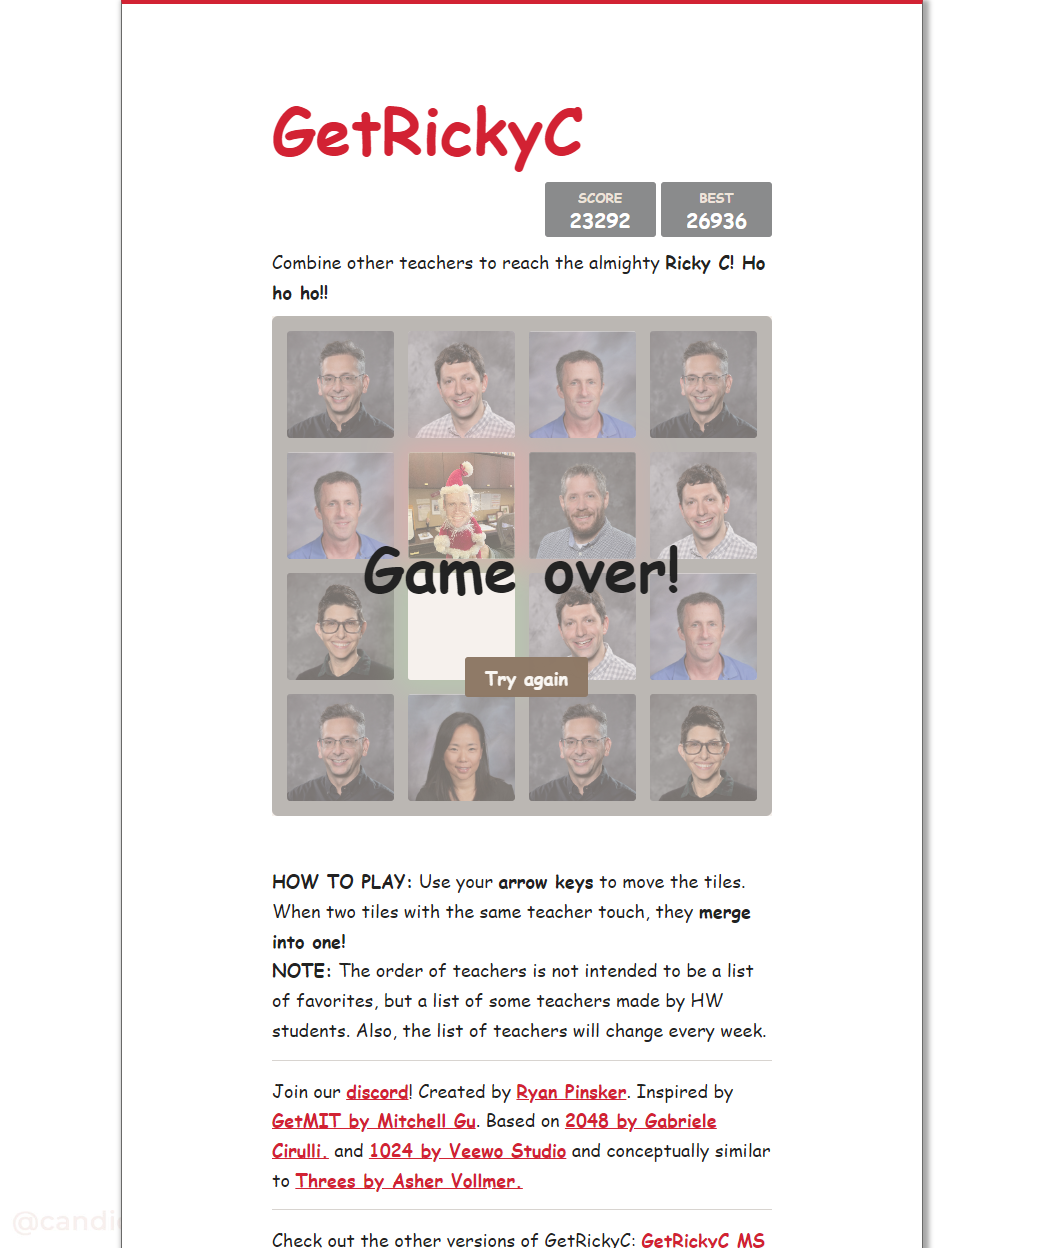 GetRickyC
SCORE
23292
BEST
26936
Combine other teachers to reach the almighty Ricky C! Ho
ho ho!!
Game over!
Try again
HOW TO PLAY: Use your arrow keys to move the tiles.
When two tiles with the same teacher touch, they merge
into one!
NOTE: The order of teachers is not intended to be a list
of favorites, but a list of some teachers made by HW
students. Also, the list of teachers will change every week.
Join our discord! Created by Ryan Pinsker. Inspired by
GetMIT by Mitchell Gu. Based on 2048 by Gabriele
Cirulli. and 1024 by Veewo Studio and conceptually similar
to Threes by Asher Vollmer.
Check out the other versions of GetRickyC: GetRickyC MS